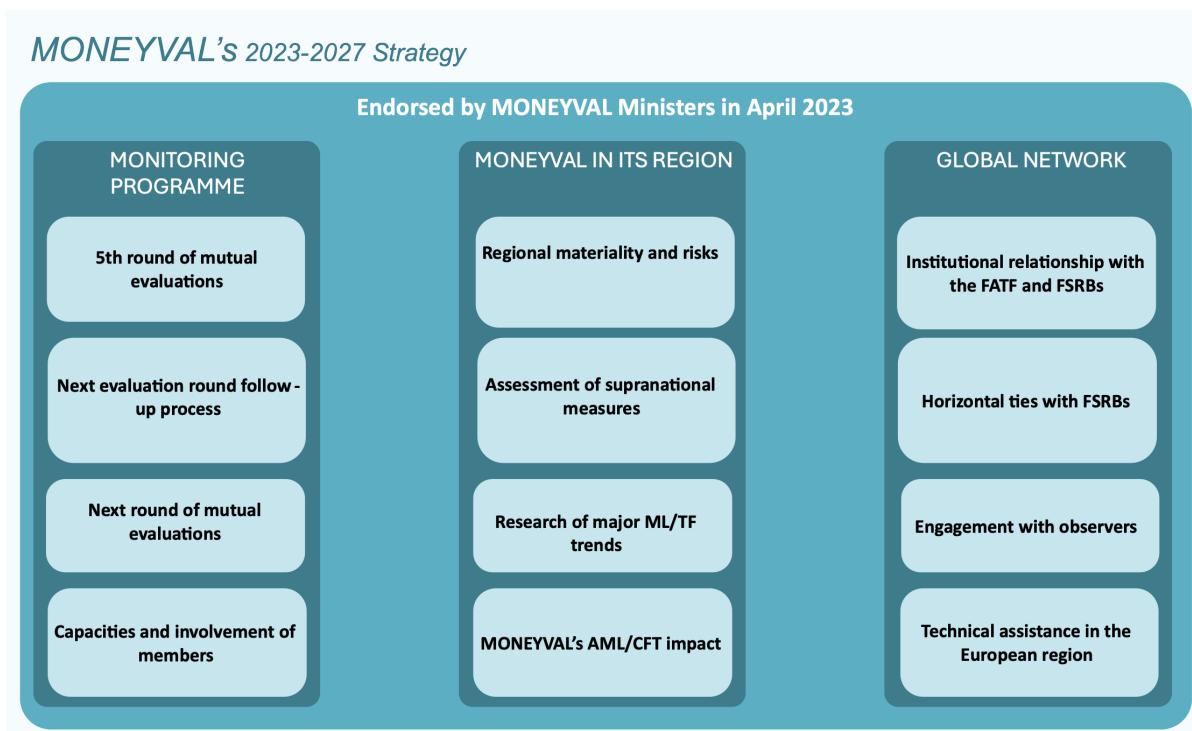 MONEYVAL’s 2023-2027 Strategy
Endorsed by MONEYVAL Ministers in April 2023
MONITORING
PROGRAMME
5th round of mutual
evaluations
Next evaluation round follow -
up process
Next round of mutual
evaluations
Capacities and involvement of
members
MONEYVAL IN ITS REGION
Regional materiality and risks
Assessment of supranational
measures
Research of major ML/TF
trends
MONEYVAL’s AML/CFT impact
GLOBAL NETWORK
Institutional relationship with
the FATF and FSRBs
Horizontal ties with FSRBs
Engagement with observers
Technical assistance in the
European region